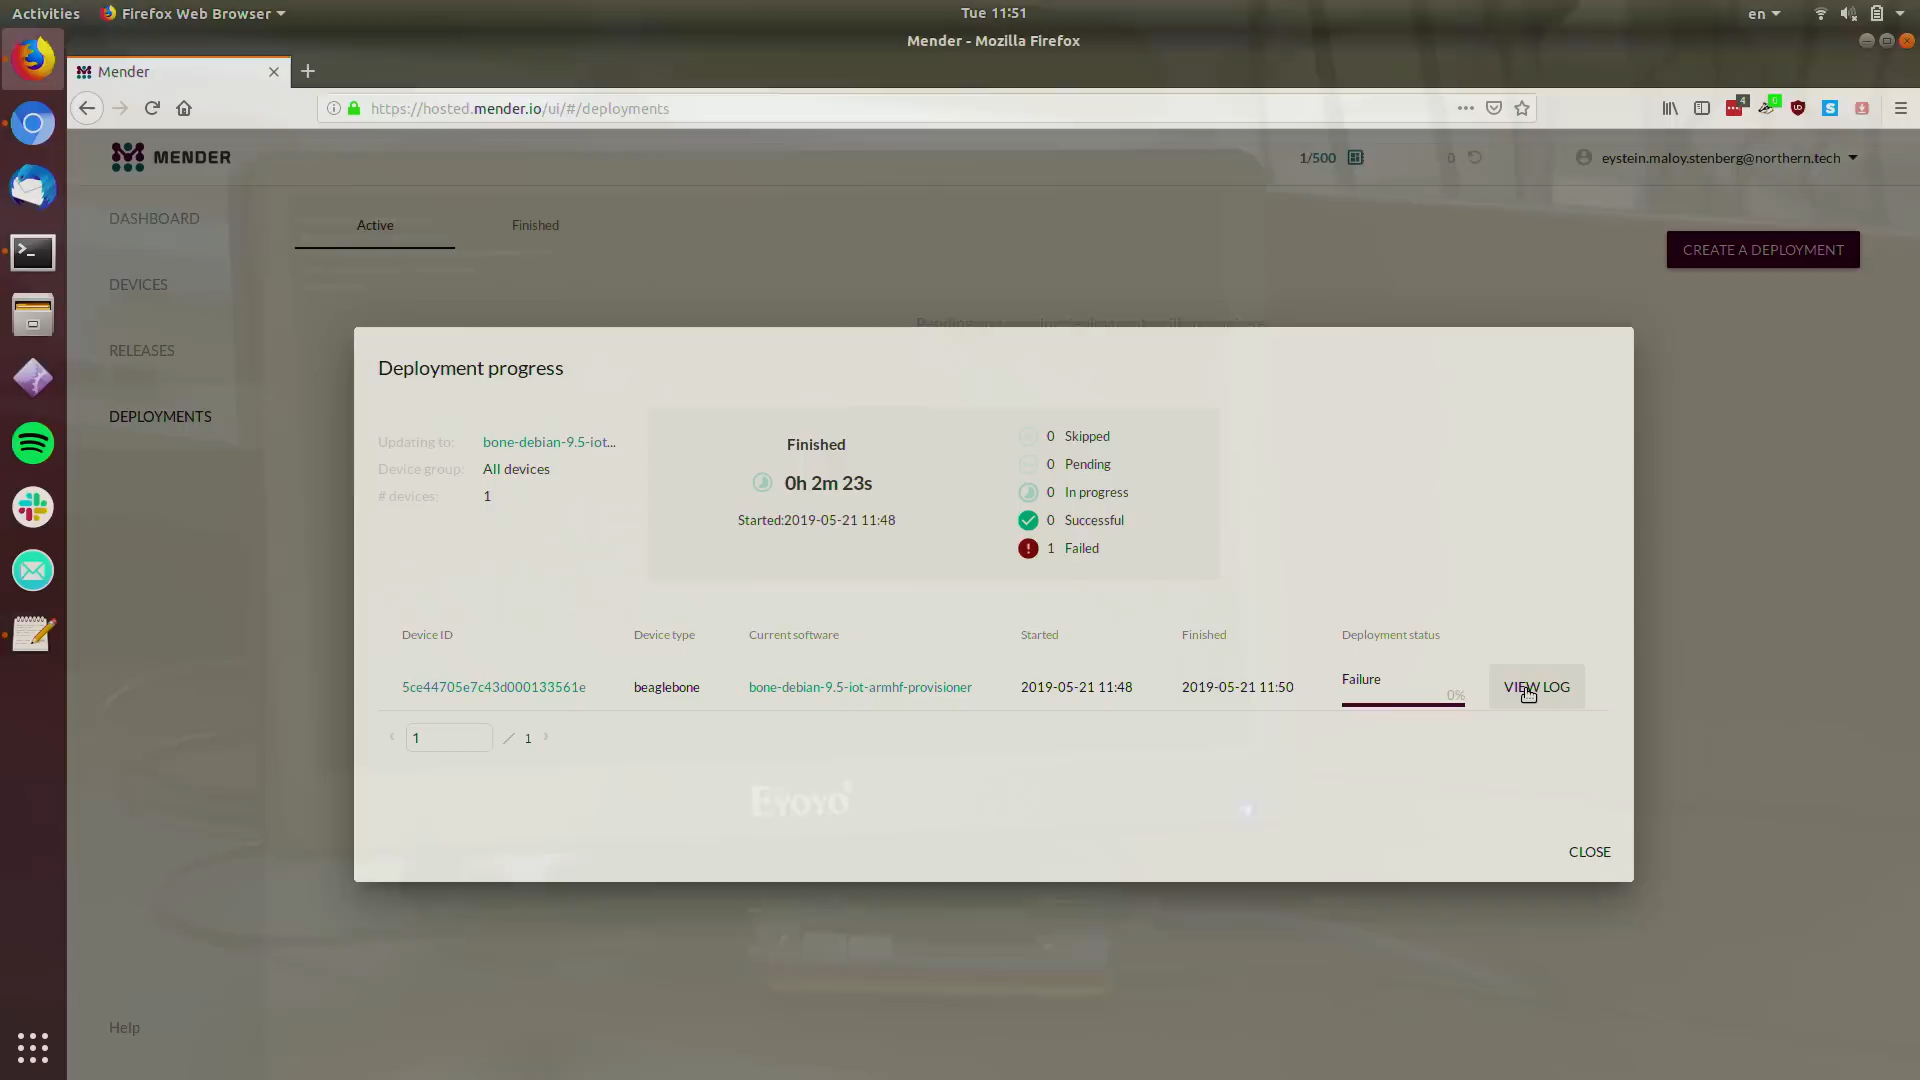 Activities Firefox Web Browser Tue 11:51 en
Mender - Mozilla Firefox
Mender
https://hosted.mender.io/ui/#/deployments 4 0
MENDER 1/500 0 eystein.maloy.stenberg@northern.tech
DASHBOARD
Active Finished
CREATE A DEPLOYMENT
DEVICES
RELEASES
DEPLOYMENTS
Deployment progress
Updating to: bone-debian-9.5-iot...
Device group: All devices
# devices: 1
Finished
0h 2m 23s
Started:2019-05-21 11:48
0 Skipped
0 Pending
0 In progress
0 Successful
1 Failed
Device ID Device type Current software Started Finished Deployment status
5ce44705e7c43d000133561e beaglebone bone-debian-9.5-iot-armhf-provisioner 2019-05-21 11:48 2019-05-21 11:50 Failure 0% VIEW LOG
1 / 1
Eyoyo
CLOSE
Help